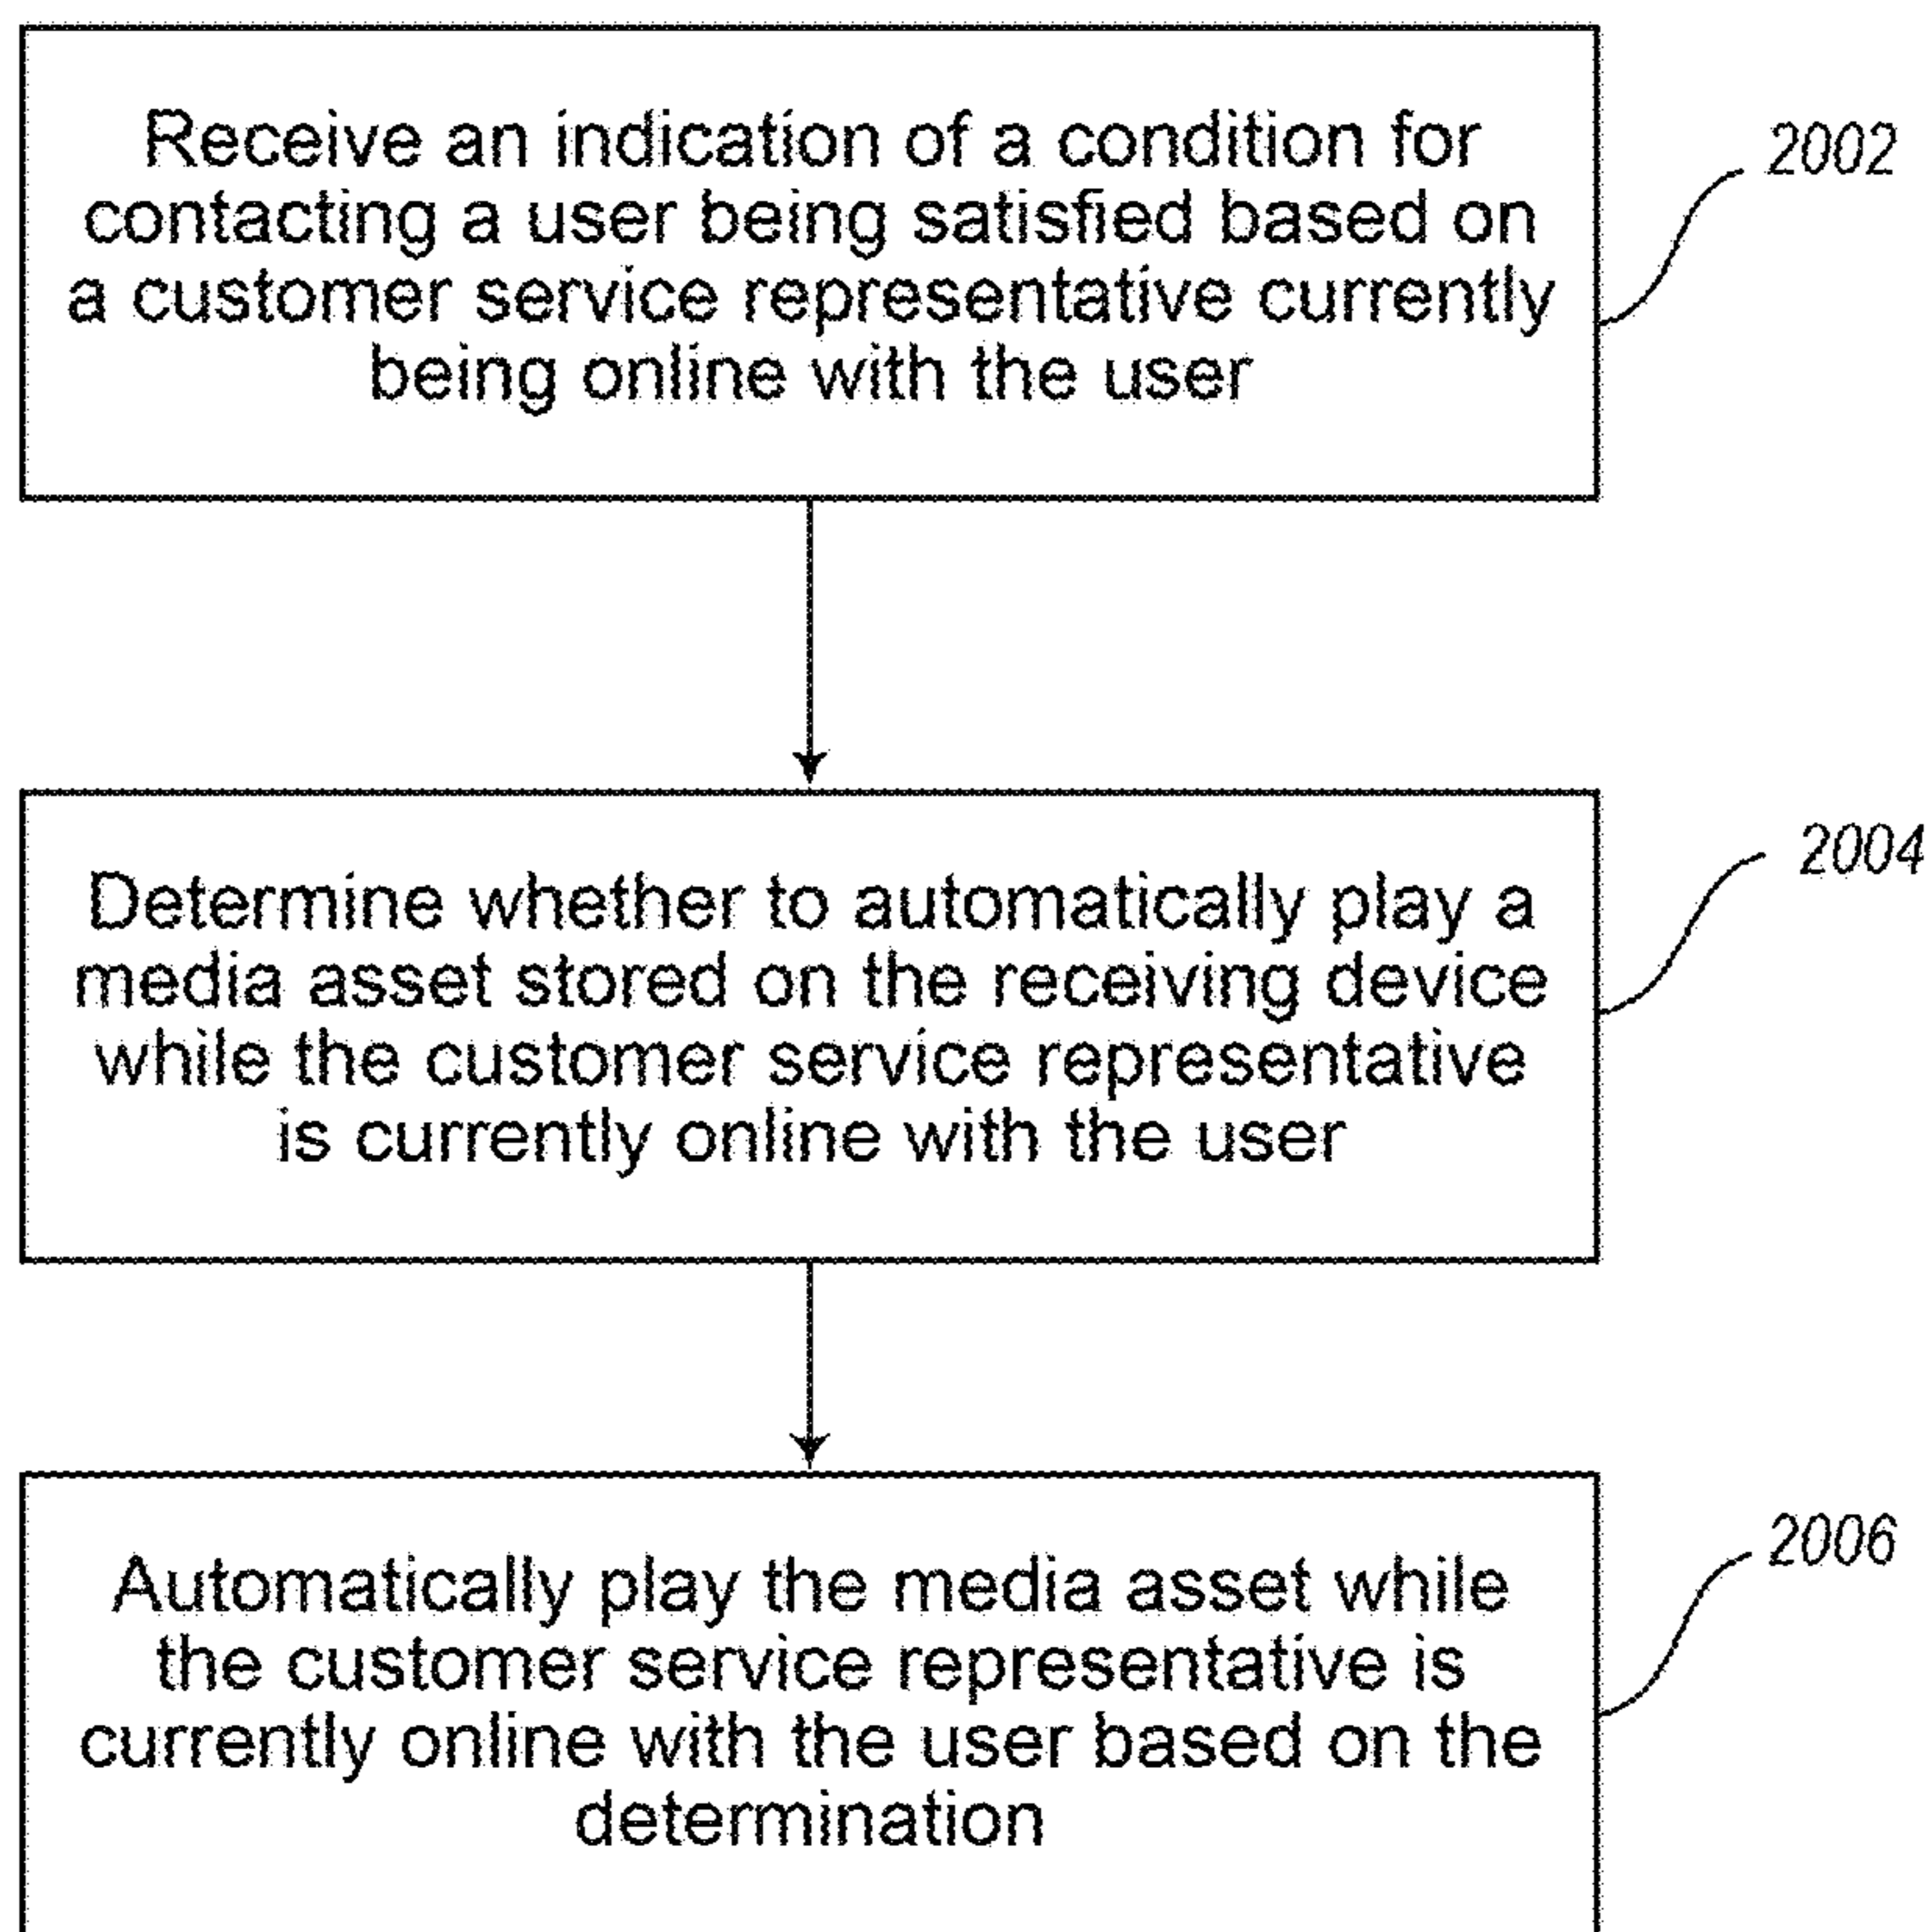 Receive an indication of a condition for
contacting a user being satisfied based on
a customer service representative currently
being online with the user
2002
Determine whether to automatically play a
media asset stored on the receiving device
while the customer service representative
is currently online with the user
2004
Automatically play the media asset while
the customer service representative is
currently online with the user based on the
determination
2006